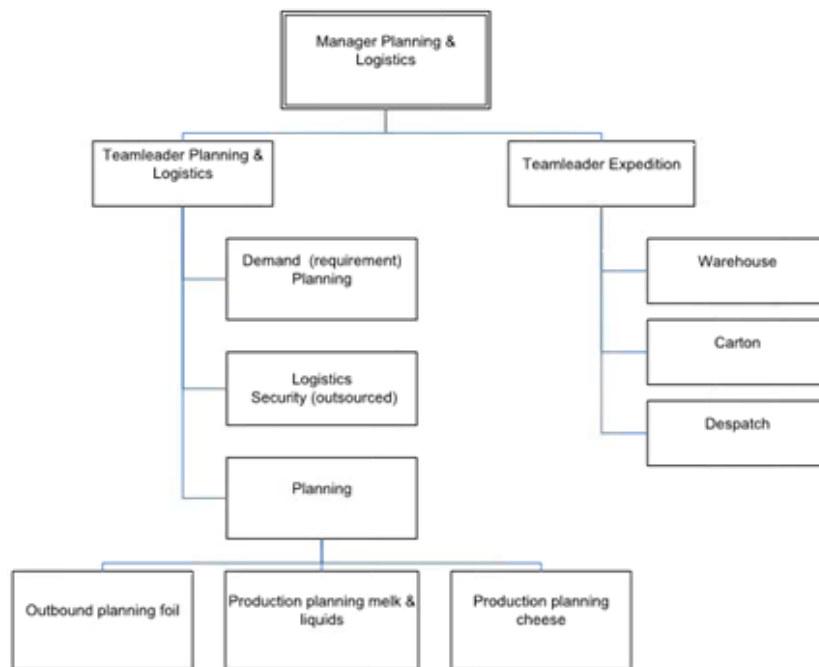 Manager Planning &
Logistics
Teamleader Planning &
Logistics
Teamleader Expedition
Demand (requirement)
Planning
Warehouse
Carton
Logistics
Security (outsourced)
Despatch
Planning
Outbound planning foil
Production planning melk &
liquids
Production planning
cheese